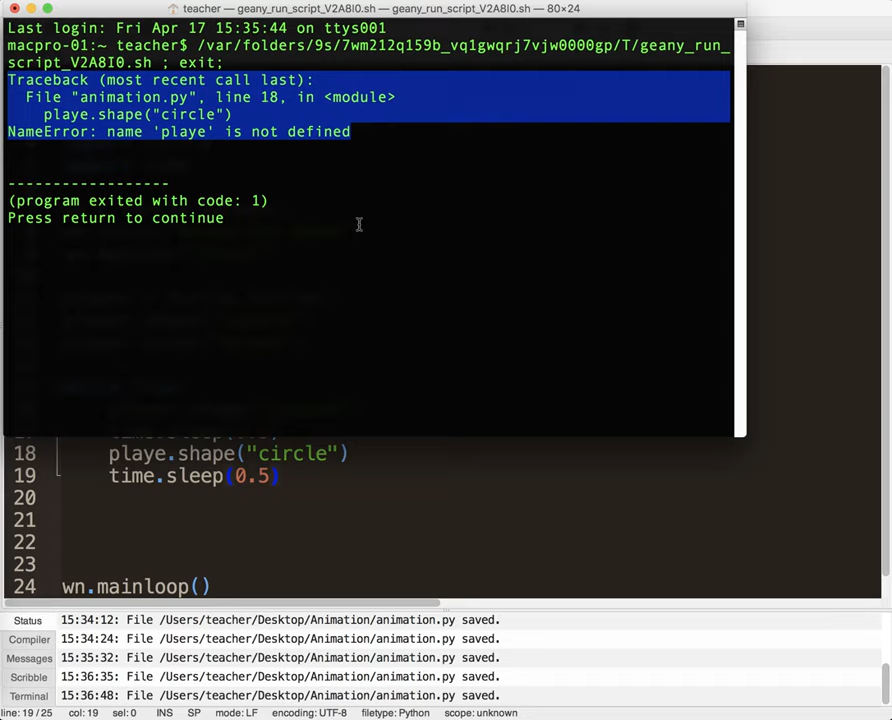 teacher — geany_run_script_V2A8I0.sh — geany_run_script_V2A8I0.sh — 80×24
Last login: Fri Apr 17 15:35:44 on ttys001
macpro-01:~ teacher$ /var/folders/9s/7wm212q159b_vq1gwqrj7vjw0000gp/T/geany_run_
script_V2A8I0.sh ; exit;
Traceback (most recent call last):
File "animation.py", line 18, in <module>
playe.shape("circle")
NameError: name 'playe' is not defined
------------------
(program exited with code: 1)
Press return to continue
18 playe.shape("circle")
19 time.sleep(0.5)
20
21
22
23
24 wn.mainloop()
Status
15:34:12: File /Users/teacher/Desktop/Animation/animation.py saved.
Compiler
15:34:24: File /Users/teacher/Desktop/Animation/animation.py saved.
Messages
15:35:32: File /Users/teacher/Desktop/Animation/animation.py saved.
Scribble
15:36:35: File /Users/teacher/Desktop/Animation/animation.py saved.
Terminal
15:36:48: File /Users/teacher/Desktop/Animation/animation.py saved.
line: 19 / 25 col: 19 sel: 0 INS SP mode: LF encoding: UTF-8 filetype: Python scope: unknown